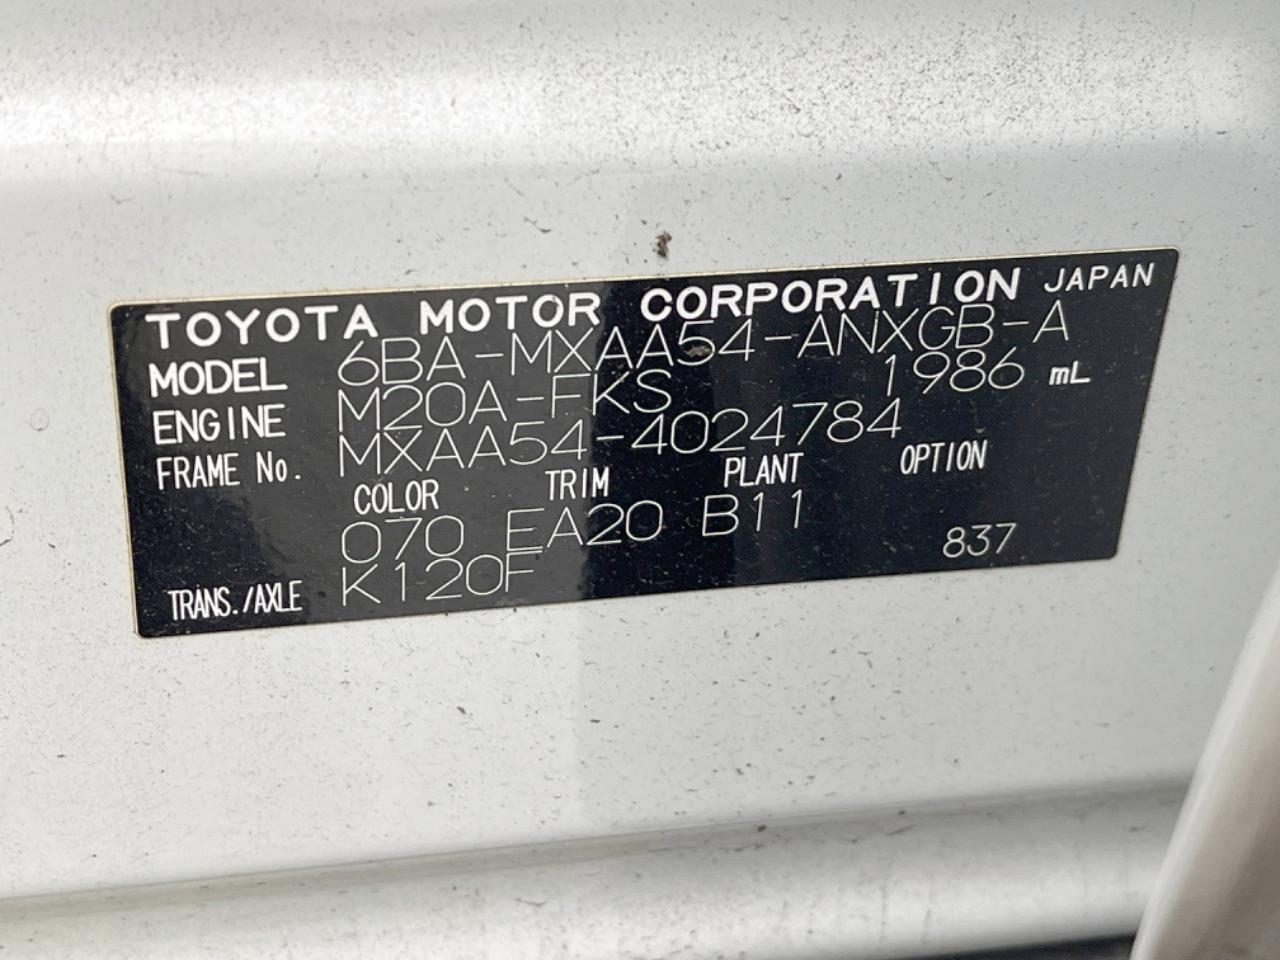 TOYOTA MOTOR CORPORATION JAPAN
MODEL 6BA-MXAA54-ANXGB-A
ENGINE M20A-FKS 1986 mL
FRAME No. MXAA54-4024784
COLOR TRIM PLANT OPTION
070 EA20 B11
TRANS./AXLE K120F 837